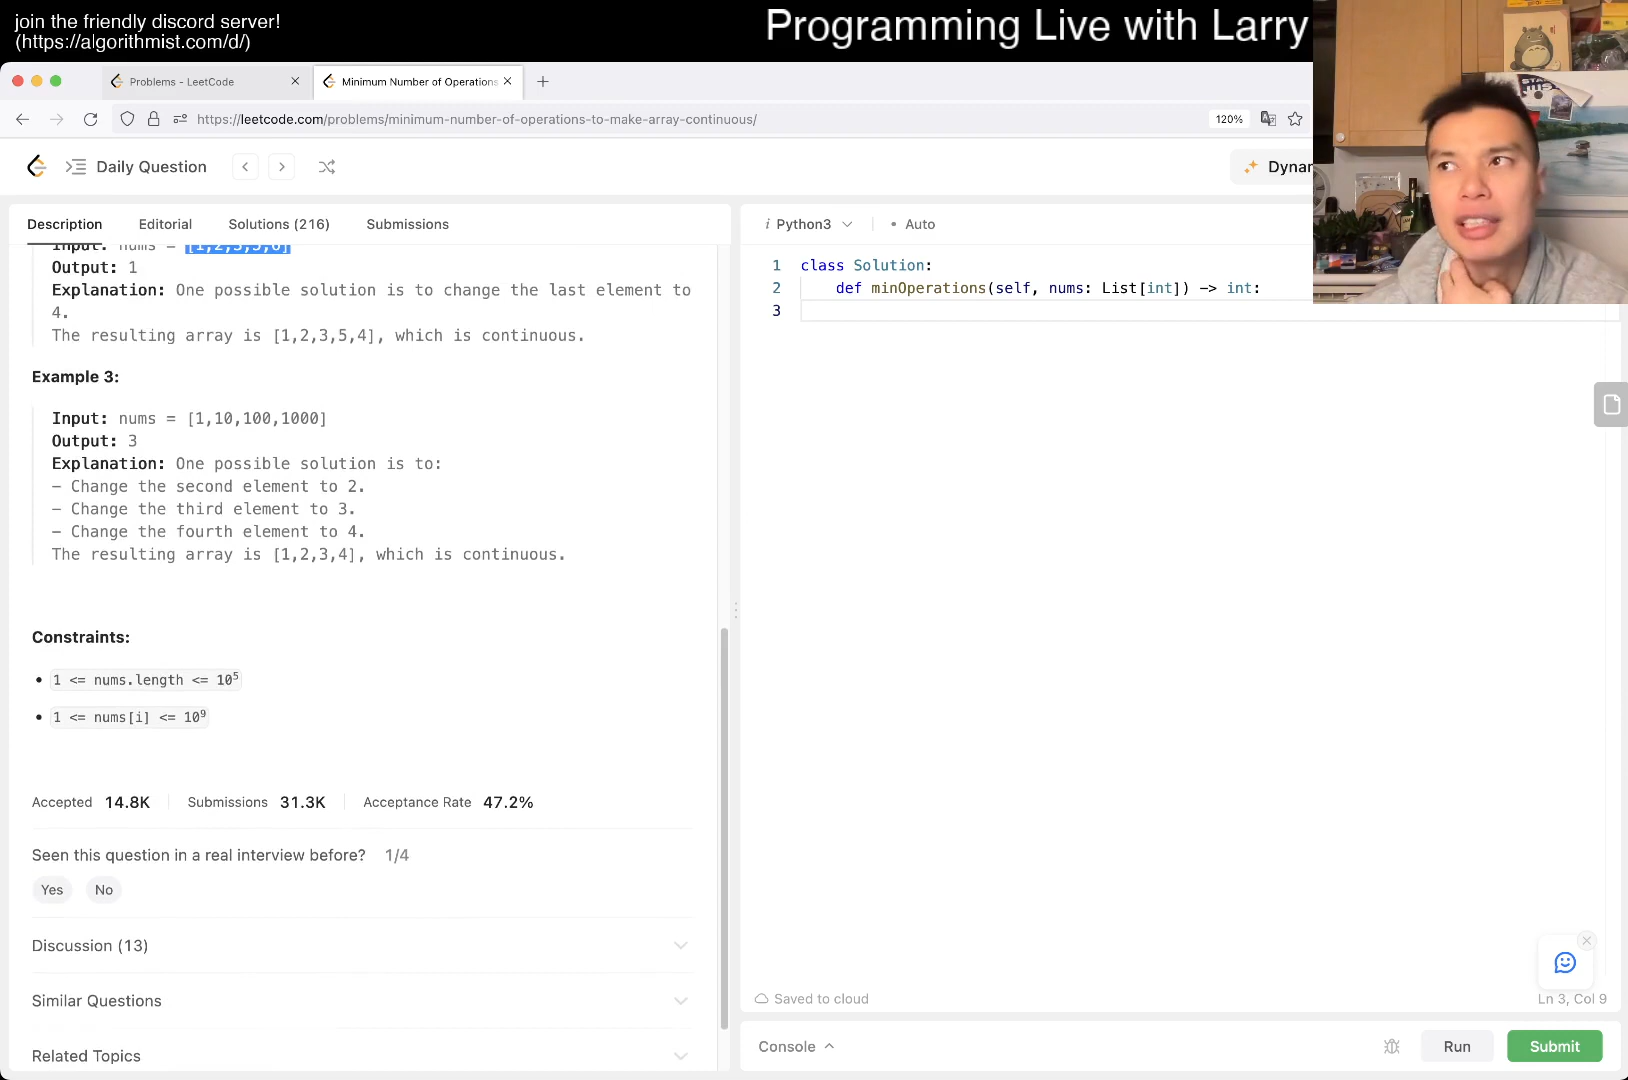 join the friendly discord server!
(https://algorithmist.com/d/)
Programming Live with Larry
Problems - LeetCode
Minimum Number of Operations
https://leetcode.com/problems/minimum-number-of-operations-to-make-array-continuous/
120%
Daily Question
Dynan
Description Editorial Solutions (216) Submissions
Input: nums = [1,2,3,5,6]
Output: 1
Explanation: One possible solution is to change the last element to
4.
The resulting array is [1,2,3,5,4], which is continuous.
Example 3:
Input: nums = [1,10,100,1000]
Output: 3
Explanation: One possible solution is to:
- Change the second element to 2.
- Change the third element to 3.
- Change the fourth element to 4.
The resulting array is [1,2,3,4], which is continuous.
Constraints:
• 1 <= nums.length <= 10⁵
• 1 <= nums[i] <= 10⁹
Accepted 14.8K Submissions 31.3K Acceptance Rate 47.2%
Seen this question in a real interview before? 1/4
Yes No
Discussion (13)
Similar Questions
Related Topics
i Python3 • Auto
1 class Solution:
2 def minOperations(self, nums: List[int]) -> int:
3
Saved to cloud
Ln 3, Col 9
Console
Run
Submit